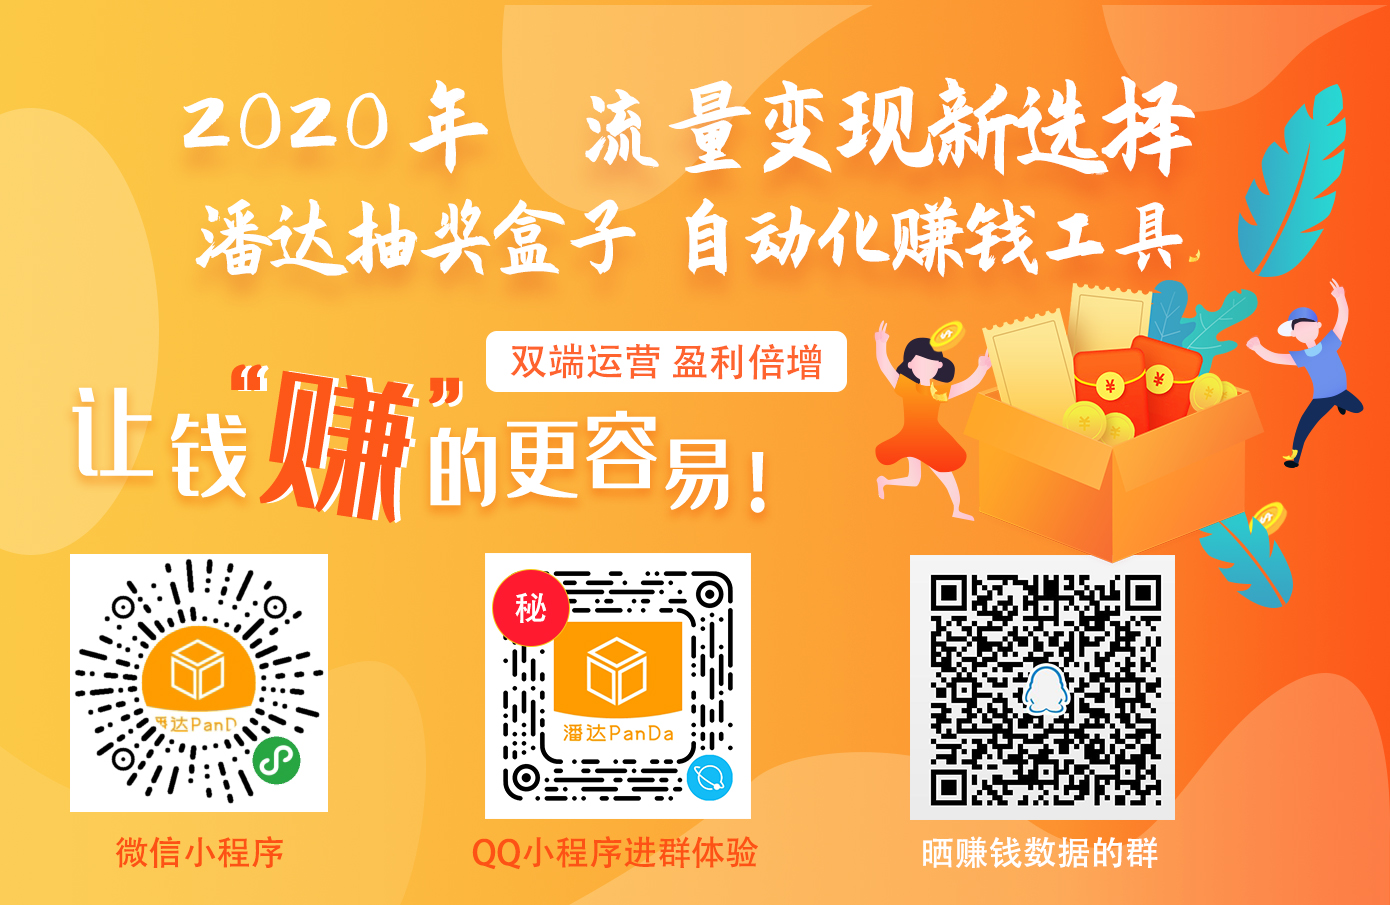 2020年 流量变现新选择
潘达抽奖盒子 自动化赚钱工具
双端运营 盈利倍增
让钱“赚”的更容易！
潘达PanD
秘
潘达PanDa
微信小程序
QQ小程序进群体验
晒赚钱数据的群